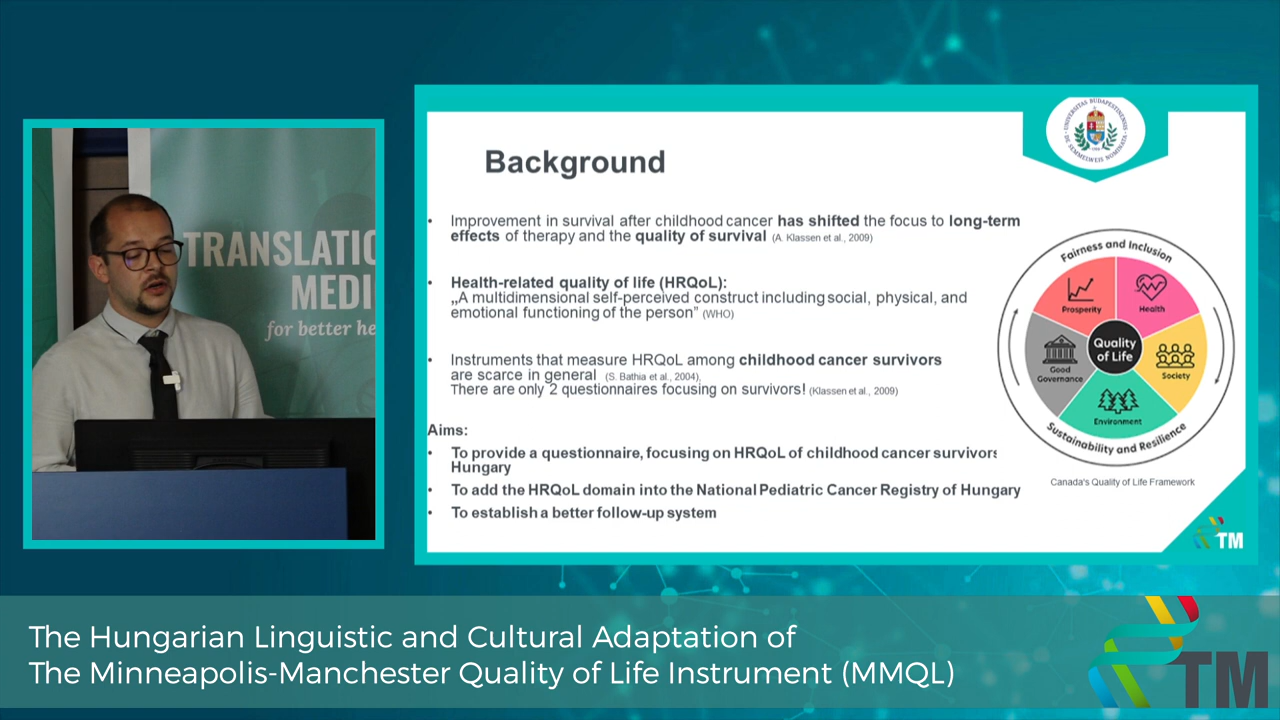 TRANSLATIO
MEDI
for better he
UNIVERSITAS BUDAPESTINENSIS
DE SEMMELWEIS NOMINATA
Background
• Improvement in survival after childhood cancer has shifted the focus to long-term
effects of therapy and the quality of survival (A. Klassen et al., 2009)
• Health-related quality of life (HRQoL):
„A multidimensional self-perceived construct including social, physical, and
emotional functioning of the person” (WHO)
• Instruments that measure HRQoL among childhood cancer survivors
are scarce in general (S. Bathia et al., 2004),
There are only 2 questionnaires focusing on survivors! (Klassen et al., 2009)
Aims:
• To provide a questionnaire, focusing on HRQoL of childhood cancer survivors
Hungary
• To add the HRQoL domain into the National Pediatric Cancer Registry of Hungary
• To establish a better follow-up system
Fairness and Inclusion
Prosperity
Health
Quality
of Life
Good
Governance
Society
Environment
Sustainability and Resilience
Canada's Quality of Life Framework
TM
The Hungarian Linguistic and Cultural Adaptation of
The Minneapolis-Manchester Quality of Life Instrument (MMQL)
TM